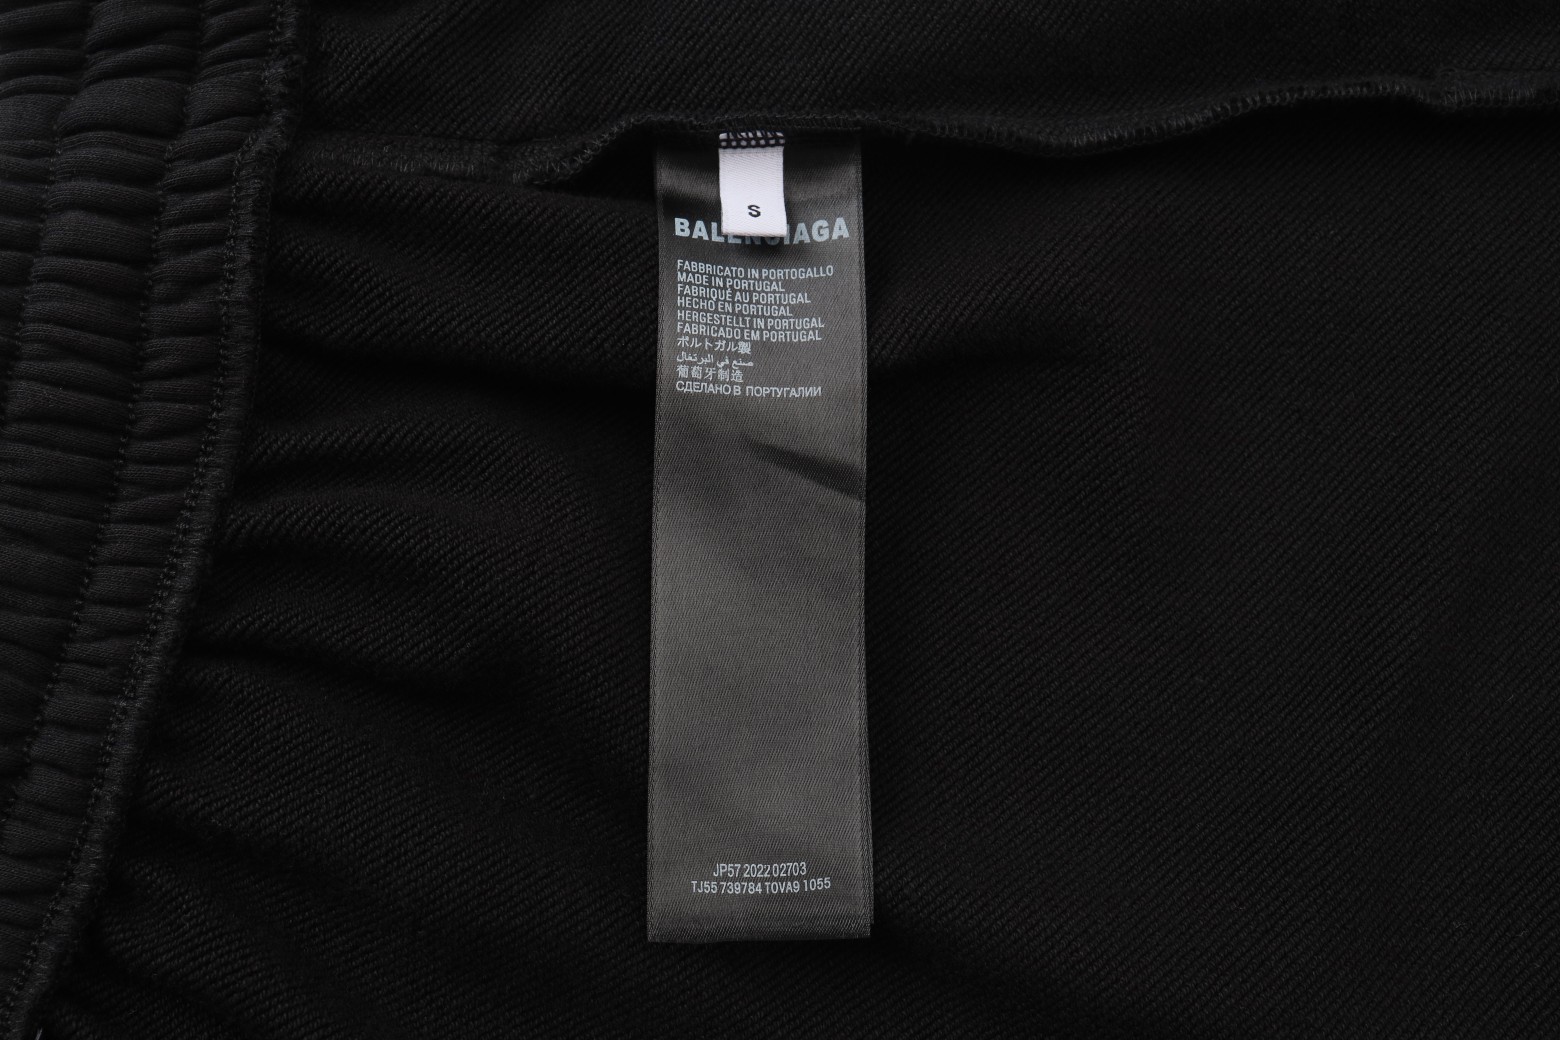 S
BALENCIAGA
FABBRICATO IN PORTOGALLO
MADE IN PORTUGAL
FABRIQUÉ AU PORTUGAL
HECHO EN PORTUGAL
HERGESTELLT IN PORTUGAL
FABRICADO EM PORTUGAL
ポルトガル製
صنع في البرتغال
葡萄牙制造
СДЕЛАНО В ПОРТУГАЛИИ
JP57 2022 02703
TJ55 739784 TOVA9 1055